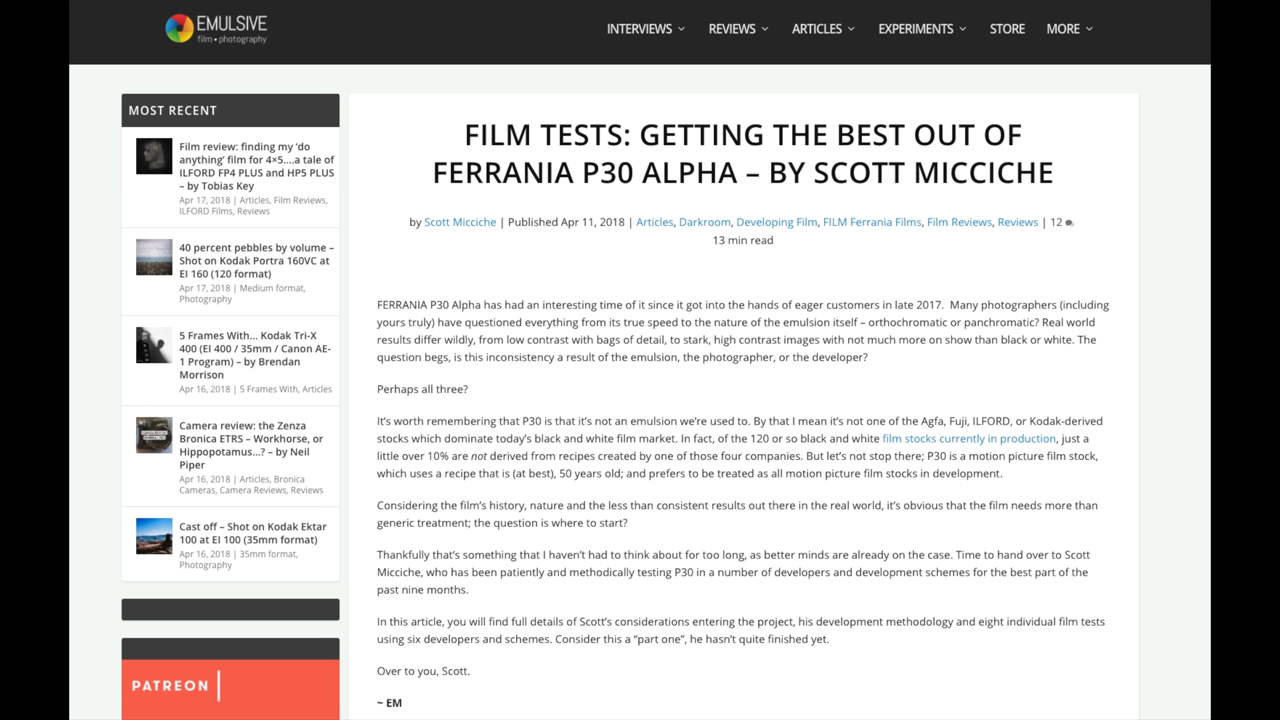 EMULSIVE
film • photography
INTERVIEWS
REVIEWS
ARTICLES
EXPERIMENTS
STORE
MORE
MOST RECENT
Film review: finding my ‘do
anything’ film for 4×5....a tale of
ILFORD FP4 PLUS and HP5 PLUS
– by Tobias Key
Apr 17, 2018 | Articles, Film Reviews,
ILFORD Films, Reviews
40 percent pebbles by volume –
Shot on Kodak Portra 160VC at
EI 160 (120 format)
Apr 17, 2018 | Medium format,
Photography
5 Frames With... Kodak Tri-X
400 (EI 400 / 35mm / Canon AE-
1 Program) – by Brendan
Morrison
Apr 16, 2018 | 5 Frames With, Articles
Camera review: the Zenza
Bronica ETRS – Workhorse, or
Hippopotamus...? – by Neil
Piper
Apr 16, 2018 | Articles, Bronica
Cameras, Camera Reviews, Reviews
Cast off – Shot on Kodak Ektar
100 at EI 100 (35mm format)
Apr 16, 2018 | 35mm format,
Photography
PATREON
FILM TESTS: GETTING THE BEST OUT OF
FERRANIA P30 ALPHA – BY SCOTT MICCICHE
by Scott Micciche | Published Apr 11, 2018 | Articles, Darkroom, Developing Film, FILM Ferrania Films, Film Reviews, Reviews | 12
13 min read
FERRANIA P30 Alpha has had an interesting time of it since it got into the hands of eager customers in late 2017. Many photographers (including
yours truly) have questioned everything from its true speed to the nature of the emulsion itself – orthochromatic or panchromatic? Real world
results differ wildly, from low contrast with bags of detail, to stark, high contrast images with not much more on show than black or white. The
question begs, is this inconsistency a result of the emulsion, the photographer, or the developer?
Perhaps all three?
It’s worth remembering that P30 is that it’s not an emulsion we’re used to. By that I mean it’s not one of the Agfa, Fuji, ILFORD, or Kodak-derived
stocks which dominate today’s black and white film market. In fact, of the 120 or so black and white film stocks currently in production, just a
little over 10% are not derived from recipes created by one of those four companies. But let’s not stop there; P30 is a motion picture film stock,
which uses a recipe that is (at best), 50 years old; and prefers to be treated as all motion picture film stocks in development.
Considering the film’s history, nature and the less than consistent results out there in the real world, it’s obvious that the film needs more than
generic treatment; the question is where to start?
Thankfully that’s something that I haven’t had to think about for too long, as better minds are already on the case. Time to hand over to Scott
Micciche, who has been patiently and methodically testing P30 in a number of developers and development schemes for the best part of the
past nine months.
In this article, you will find full details of Scott’s considerations entering the project, his development methodology and eight individual film tests
using six developers and schemes. Consider this a “part one”, he hasn’t quite finished yet.
Over to you, Scott.
~ EM